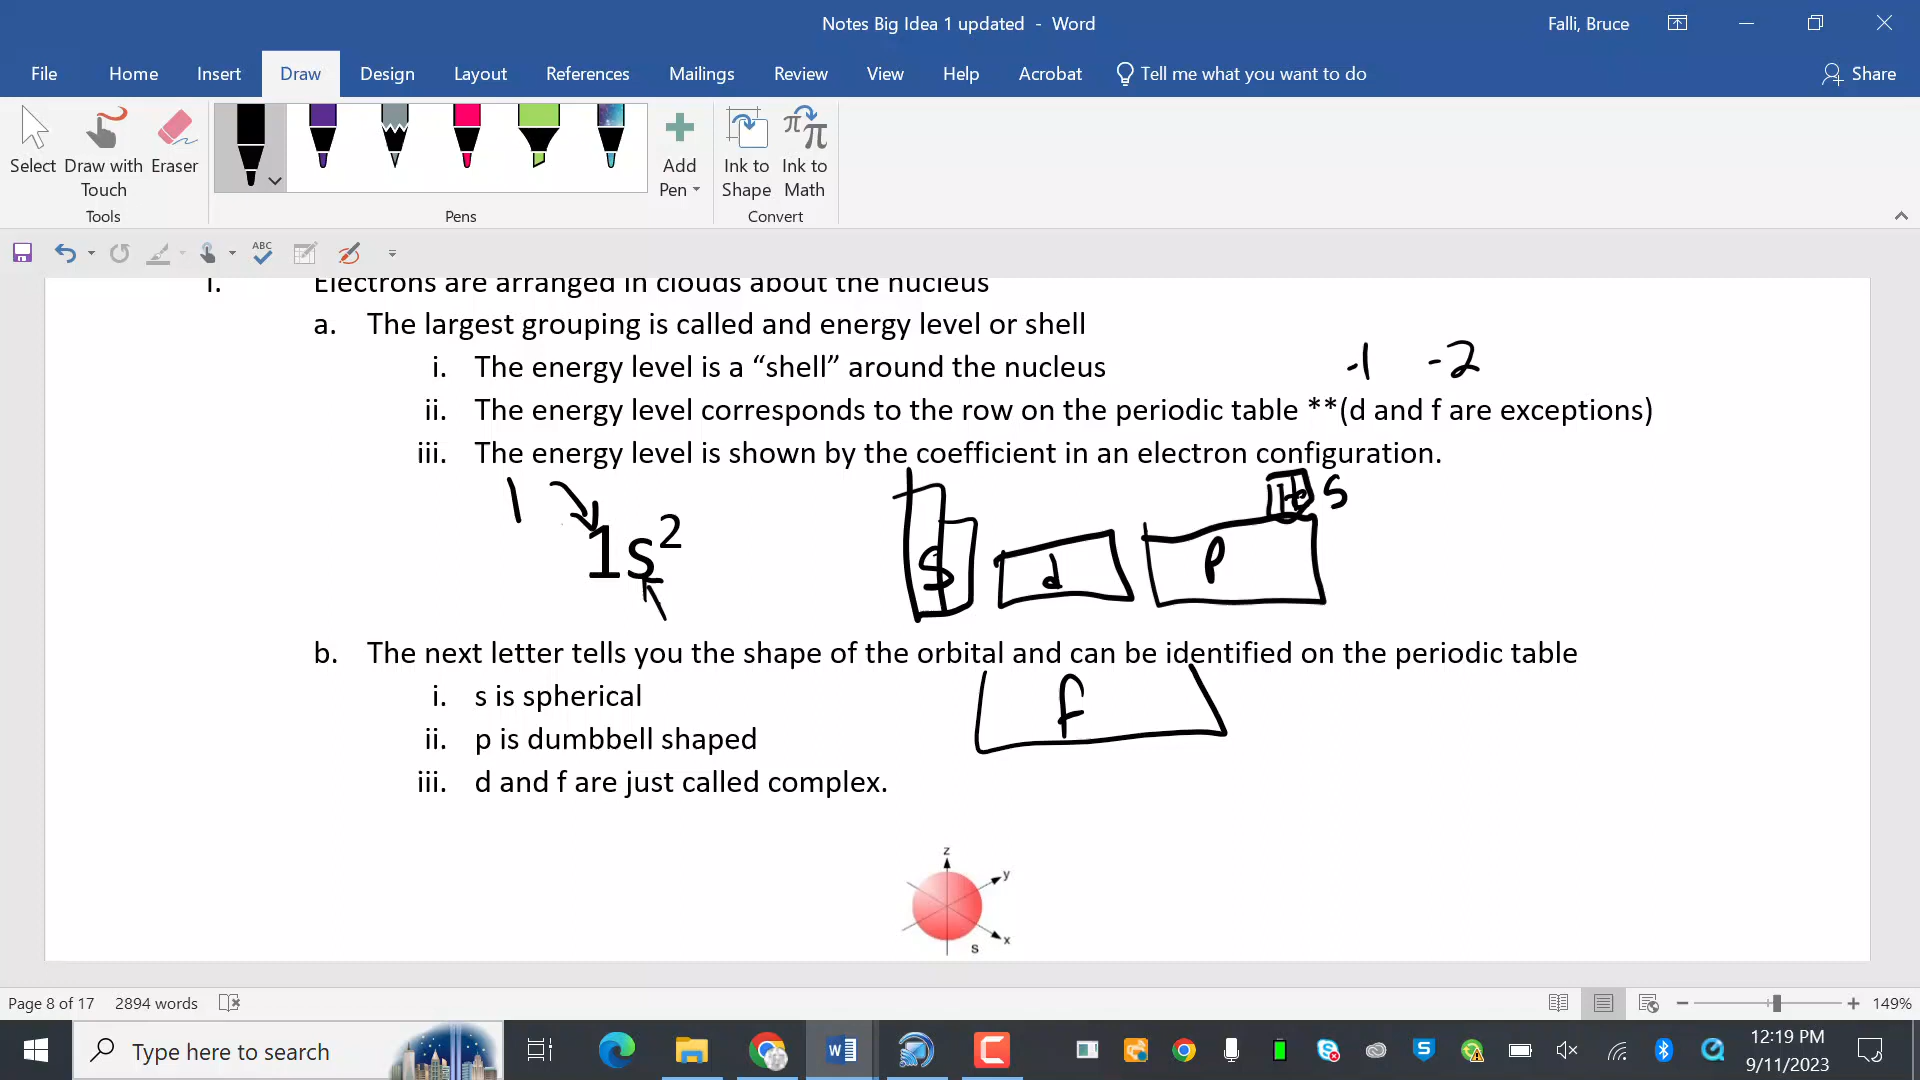 Notes Big Idea 1 updated - Word
Falli, Bruce
File Home Insert Draw Design Layout References Mailings Review View Help Acrobat Tell me what you want to do Share
Select Draw with Touch Eraser Add Pen Ink to Shape Ink to Math
Tools Pens Convert
ABC
i. Electrons are arranged in clouds about the nucleus
a. The largest grouping is called and energy level or shell
-1 -2
i. The energy level is a “shell” around the nucleus
ii. The energy level corresponds to the row on the periodic table **(d and f are exceptions)
iii. The energy level is shown by the coefficient in an electron configuration.
1 He s
1s²
s d p
b. The next letter tells you the shape of the orbital and can be identified on the periodic table
i. s is spherical
f
ii. p is dumbbell shaped
iii. d and f are just called complex.
z
y
x
s
Page 8 of 17 2894 words 149%
Type here to search
12:19 PM
9/11/2023